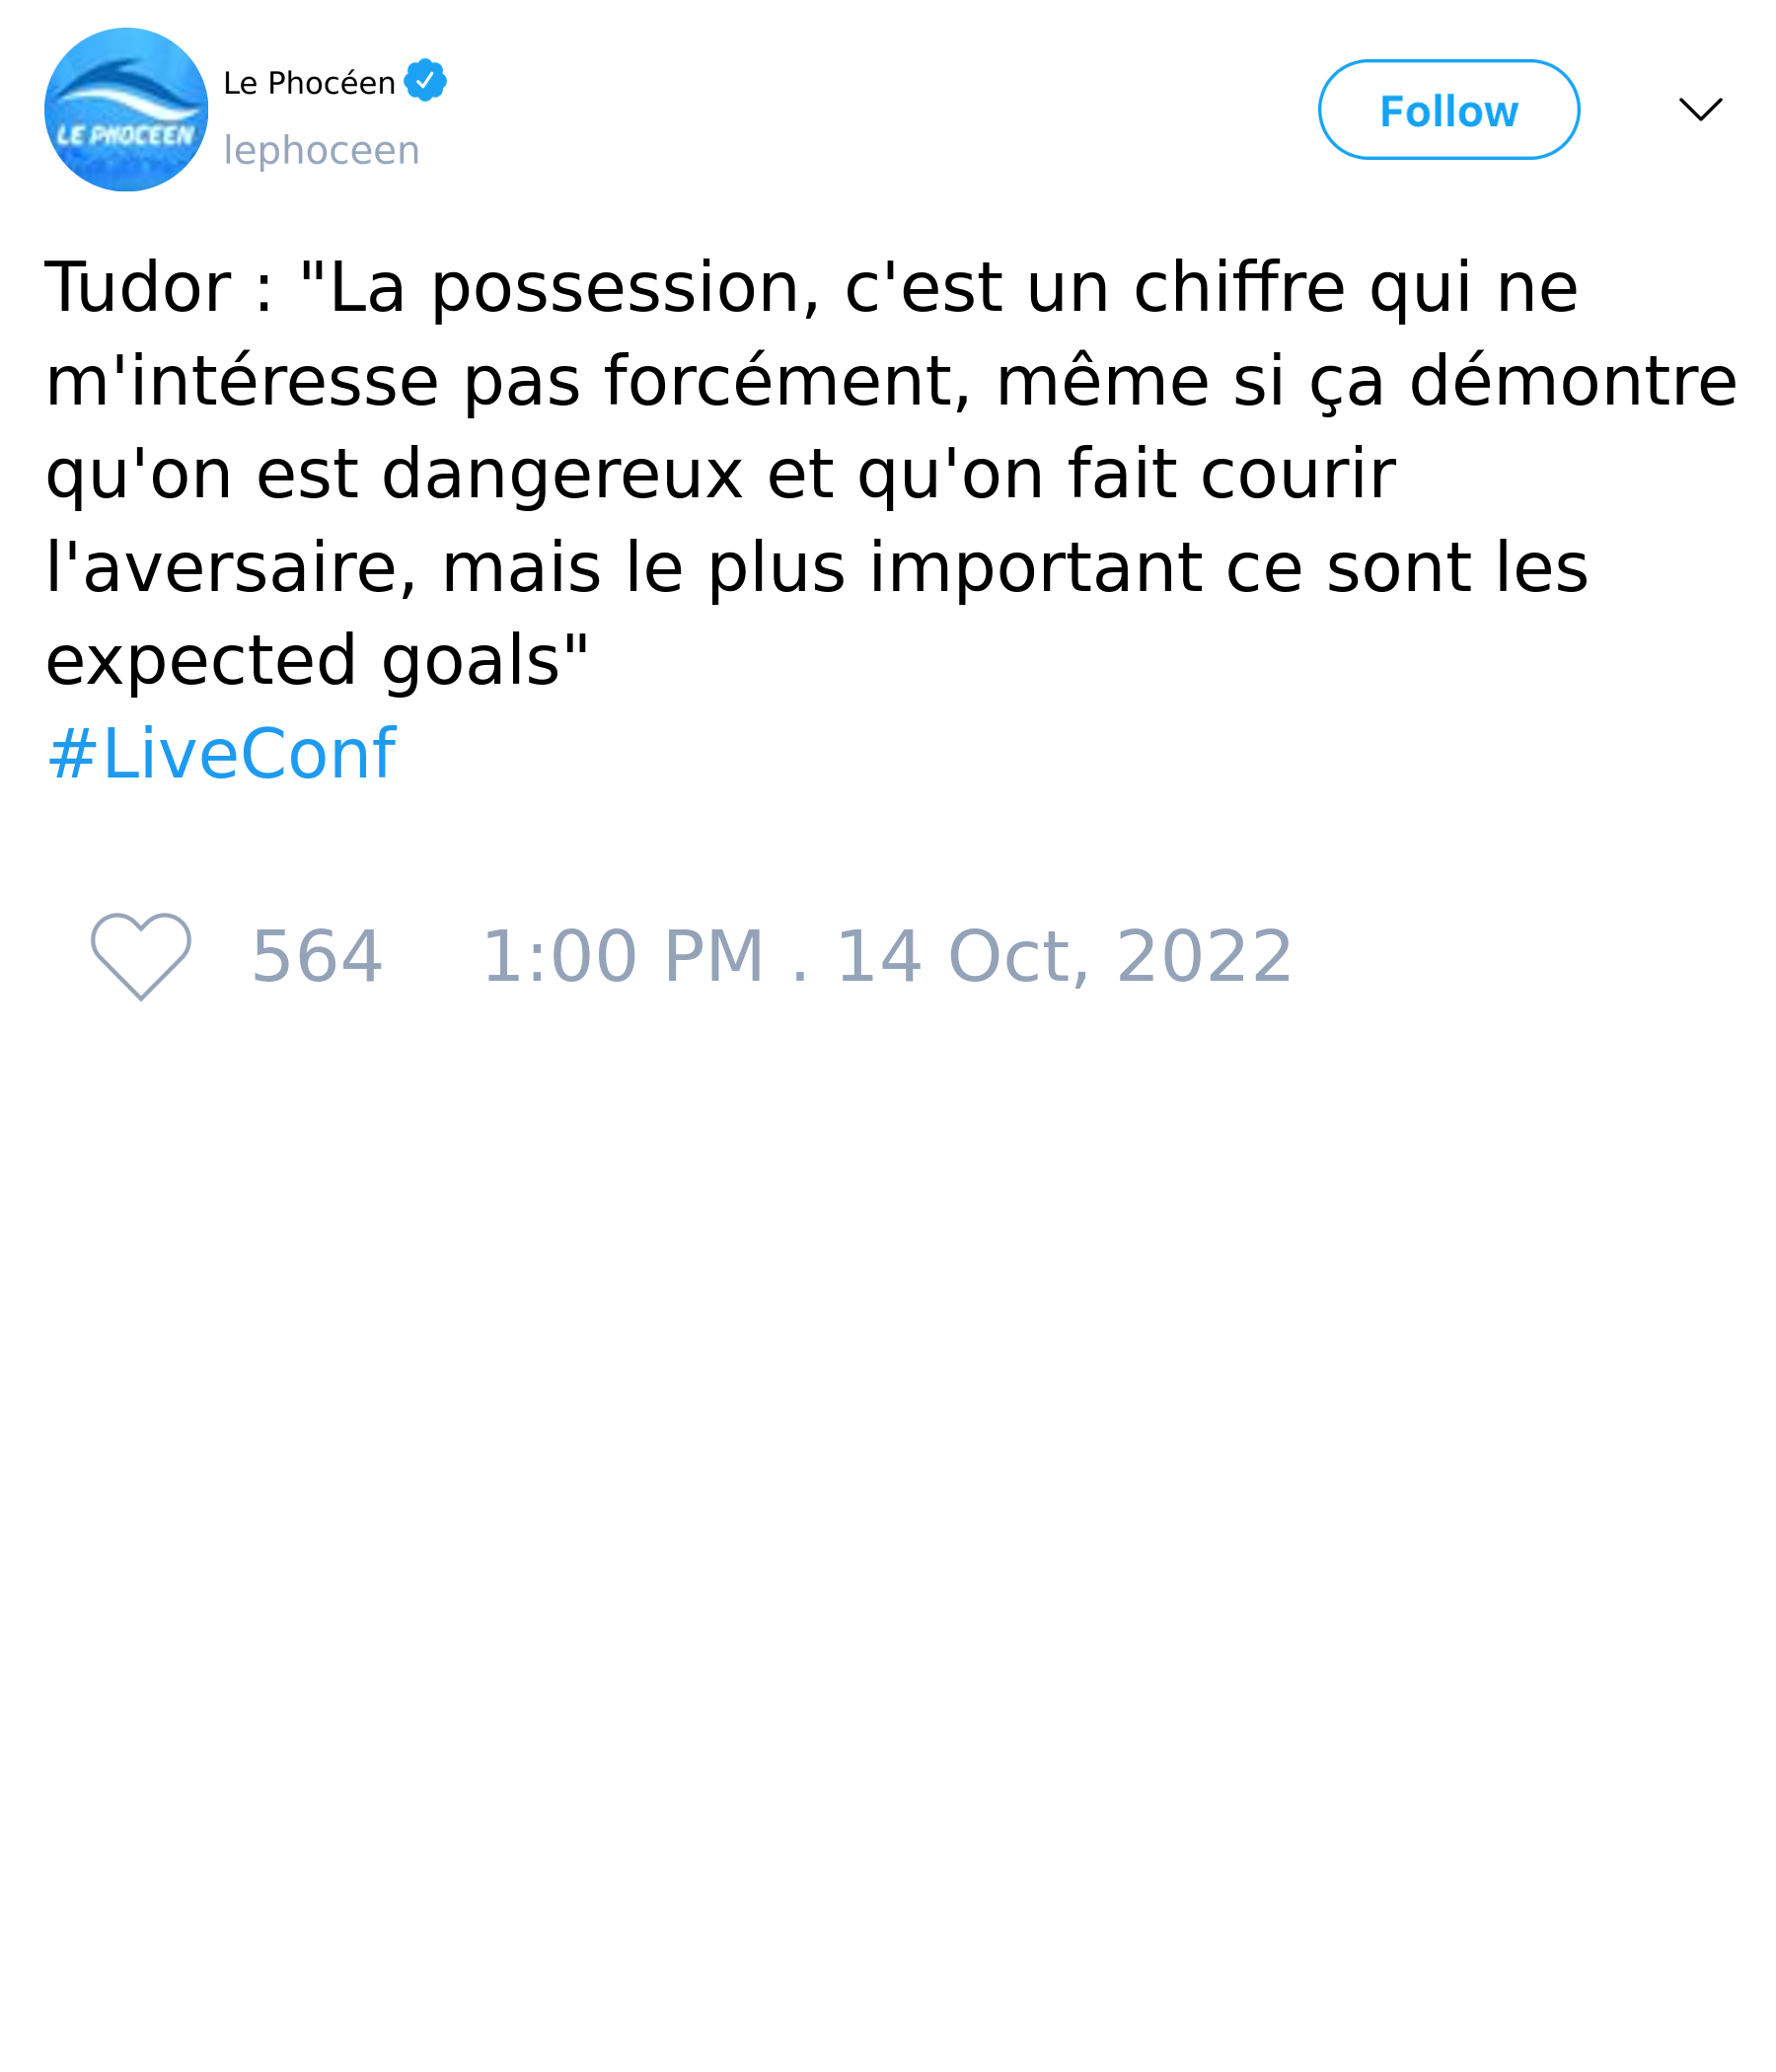 LE PHOCEEN
Le Phocéen
lephoceen
Follow
Tudor : "La possession, c'est un chiffre qui ne
m'intéresse pas forcément, même si ça démontre
qu'on est dangereux et qu'on fait courir
l'aversaire, mais le plus important ce sont les
expected goals"
#LiveConf
564 1:00 PM . 14 Oct, 2022